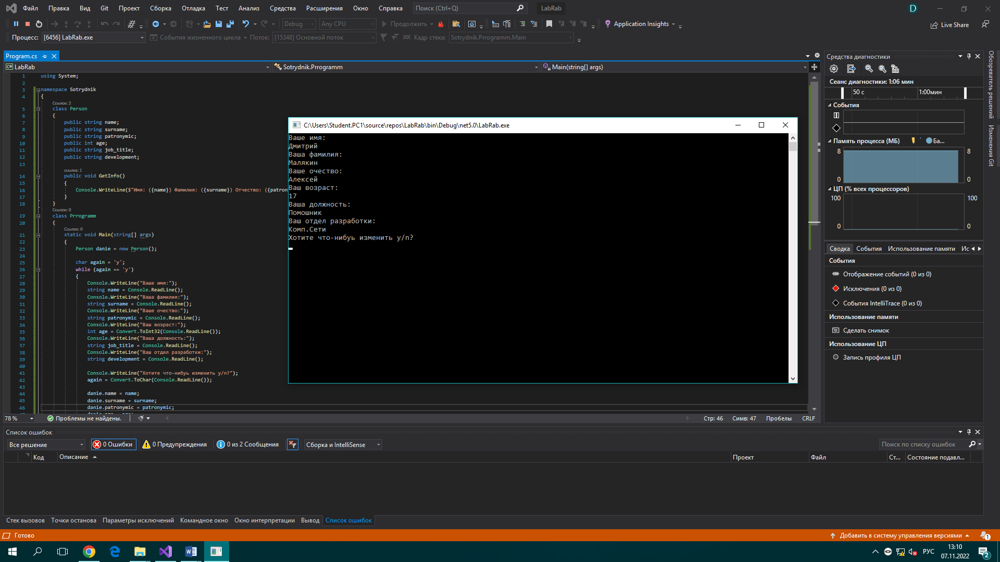 Файл Правка Вид Git Проект Сборка Отладка Тест Анализ Средства Расширения Окно Справка Поиск (Ctrl+Q) LabRab D
Debug Any CPU Продолжить Application Insights Live Share
Процесс: [6456] LabRab.exe События жизненного цикла Поток: [15348] Основной поток Кадр стека: Sotrydnik.Prrogramm.Main
Program.cs
C# LabRab Sotrydnik.Prrogramm Main(string[] args)
1 using System;
2
3 namespace Sotrydnik
4 {
Ссылок: 2
5 class Person
6 {
7 public string name;
8 public string surname;
9 public string patronymic;
10 public int age;
11 public string job_title;
12 public string development;
13
ссылка: 1
14 public void GetInfo()
15 {
16 Console.WriteLine($"Имя: ({name}) Фамилия: ({surname}) Отчество: ({patron
17 }
18 }
Ссылок: 0
19 class Prrogramm
20 {
Ссылок: 0
21 static void Main(string[] args)
22 {
23 Person danie = new Person();
24
25 char again = 'y';
26 while (again == 'y')
27 {
28 Console.WriteLine("Ваше имя:");
29 string name = Console.ReadLine();
30 Console.WriteLine("Ваша фамилия:");
31 string surname = Console.ReadLine();
32 Console.WriteLine("Ваше очество:");
33 string patronymic = Console.ReadLine();
34 Console.WriteLine("Ваш возраст:");
35 int age = Convert.ToInt32(Console.ReadLine());
36 Console.WriteLine("Ваша должность:");
37 string job_title = Console.ReadLine();
38 Console.WriteLine("Ваш отдел разработки:");
39 string development = Console.ReadLine();
40
41 Console.WriteLine("Хотите что-нибуь изменить y/n?");
42 again = Convert.ToChar(Console.ReadLine());
43
44 danie.name = name;
45 danie.surname = surname;
46 danie.patronymic = patronymic;
C:\Users\Student.PC1\source\repos\LabRab\bin\Debug\net5.0\LabRab.exe
Ваше имя:
Дмитрий
Ваша фамилия:
Малякин
Ваше очество:
Алексей
Ваш возраст:
17
Ваша должность:
Помошник
Ваш отдел разработки:
Комп.Сети
Хотите что-нибуь изменить y/n?
Средства диагностики
Сеанс диагностики: 1:06 мин
50 с 1:00мин
События
Память процесса (МБ) Ба...
8 8
0 0
ЦП (% всех процессоров)
100 100
0 0
Сводка События Использование памяти Ис
События
Отображение событий (0 из 0)
Исключения (0 из 0)
События IntelliTrace (0 из 0)
Использование памяти
Сделать снимок
Использование ЦП
Запись профиля ЦП
Обозреватель решений
Изменения Git
78 % Проблемы не найдены. Стр: 46 Симв: 47 Пробелы CRLF
Список ошибок
Все решение 0 Ошибки 0 Предупреждения 0 из 2 Сообщения Сборка и IntelliSense Поиск по списку ошибок
Код Описание Проект Файл Ст... Состояние подавл...
Стек вызовов Точки останова Параметры исключений Командное окно Окно интерпретации Вывод Список ошибок
Готово Добавить в систему управления версиями 1
РУС 13:10
07.11.2022 2